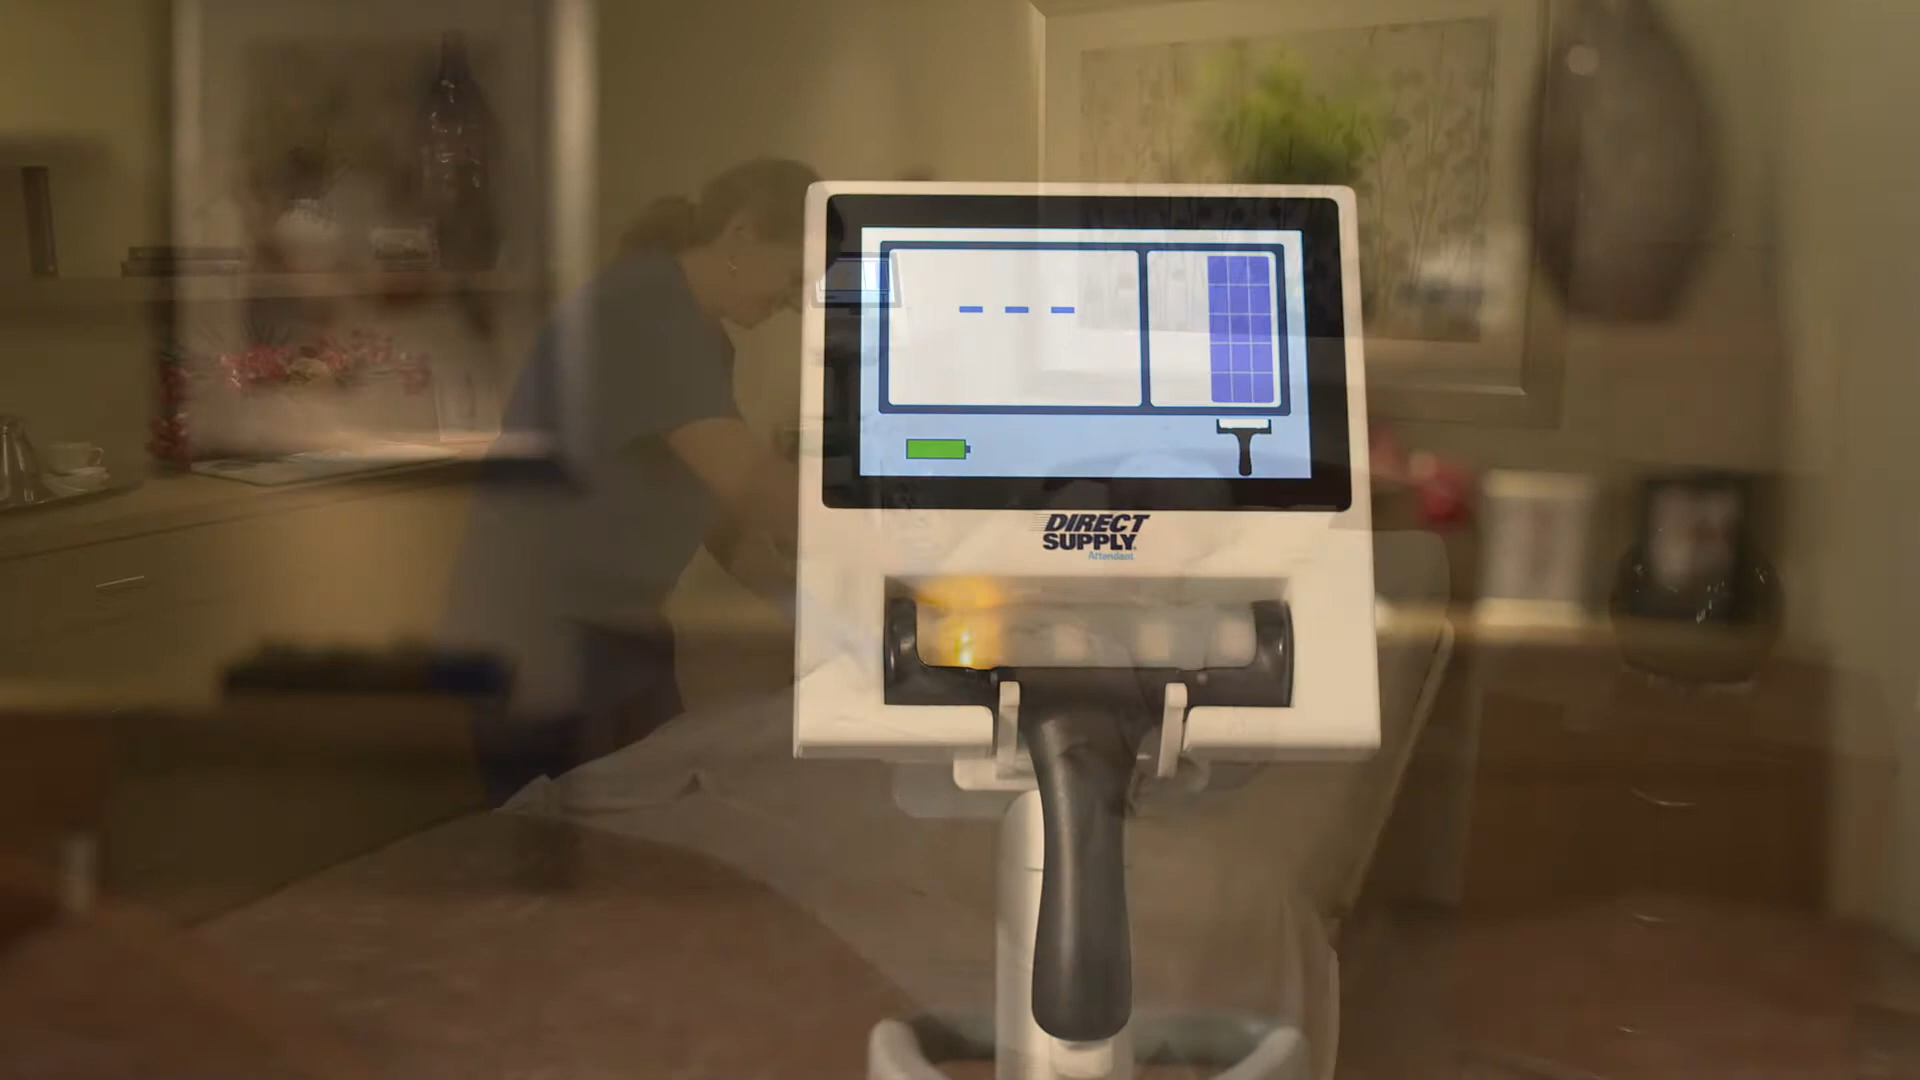 – – –
DIRECT
SUPPLY
Attendant